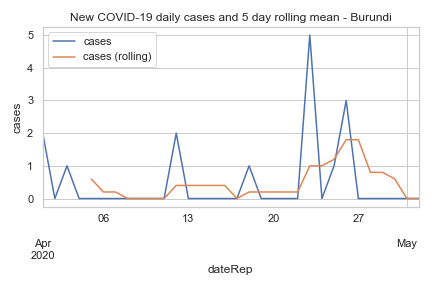 New COVID-19 daily cases and 5 day rolling mean - Burundi
cases
cases (rolling)
5
4
3
2
1
0
cases
06
13
20
27
Apr
2020
May
dateRep